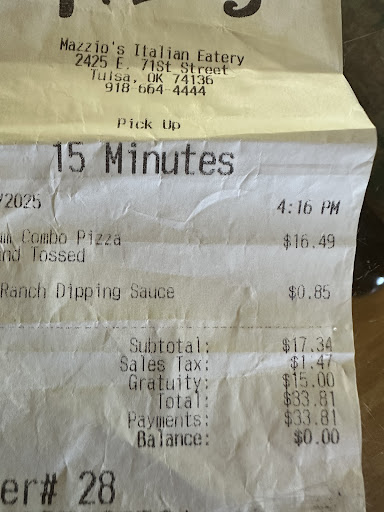 Mazzio's Italian Eatery
2425 E. 71St Street
Tulsa, OK 74136
918-664-4444
Pick Up
15 Minutes
/2025 4:16 PM
Combo Pizza $16.49
nd Tossed
Ranch Dipping Sauce $0.85
Subtotal: $17.34
Sales Tax: $1.47
Gratuity: $15.00
Total: $33.81
Payments: $33.81
Balance: $0.00
er# 28